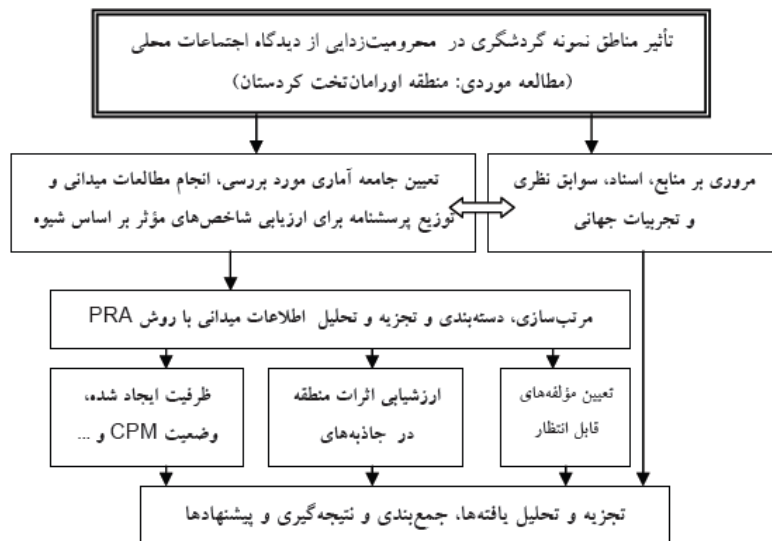 تأثیر مناطق نمونه گردشگری در محرومیت‌زدایی از دیدگاه اجتماعات محلی
(مطالعه موردی: منطقه اورامان‌تخت کردستان)
مروری بر منابع، اسناد، سوابق نظری
و تجربیات جهانی
تعیین جامعه آماری مورد بررسی، انجام مطالعات میدانی و
توزیع پرسشنامه برای ارزیابی شاخص‌های مؤثر بر اساس شیوه
مرتب‌سازی، دسته‌بندی و تجزیه و تحلیل اطلاعات میدانی با روش PRA
تعیین مؤلفه‌های
قابل انتظار
ارزشیابی اثرات منطقه
در جاذبه‌های
ظرفیت ایجاد شده،
وضعیت CPM و ...
تجزیه و تحلیل یافته‌ها، جمع‌بندی و نتیجه‌گیری و پیشنهادها